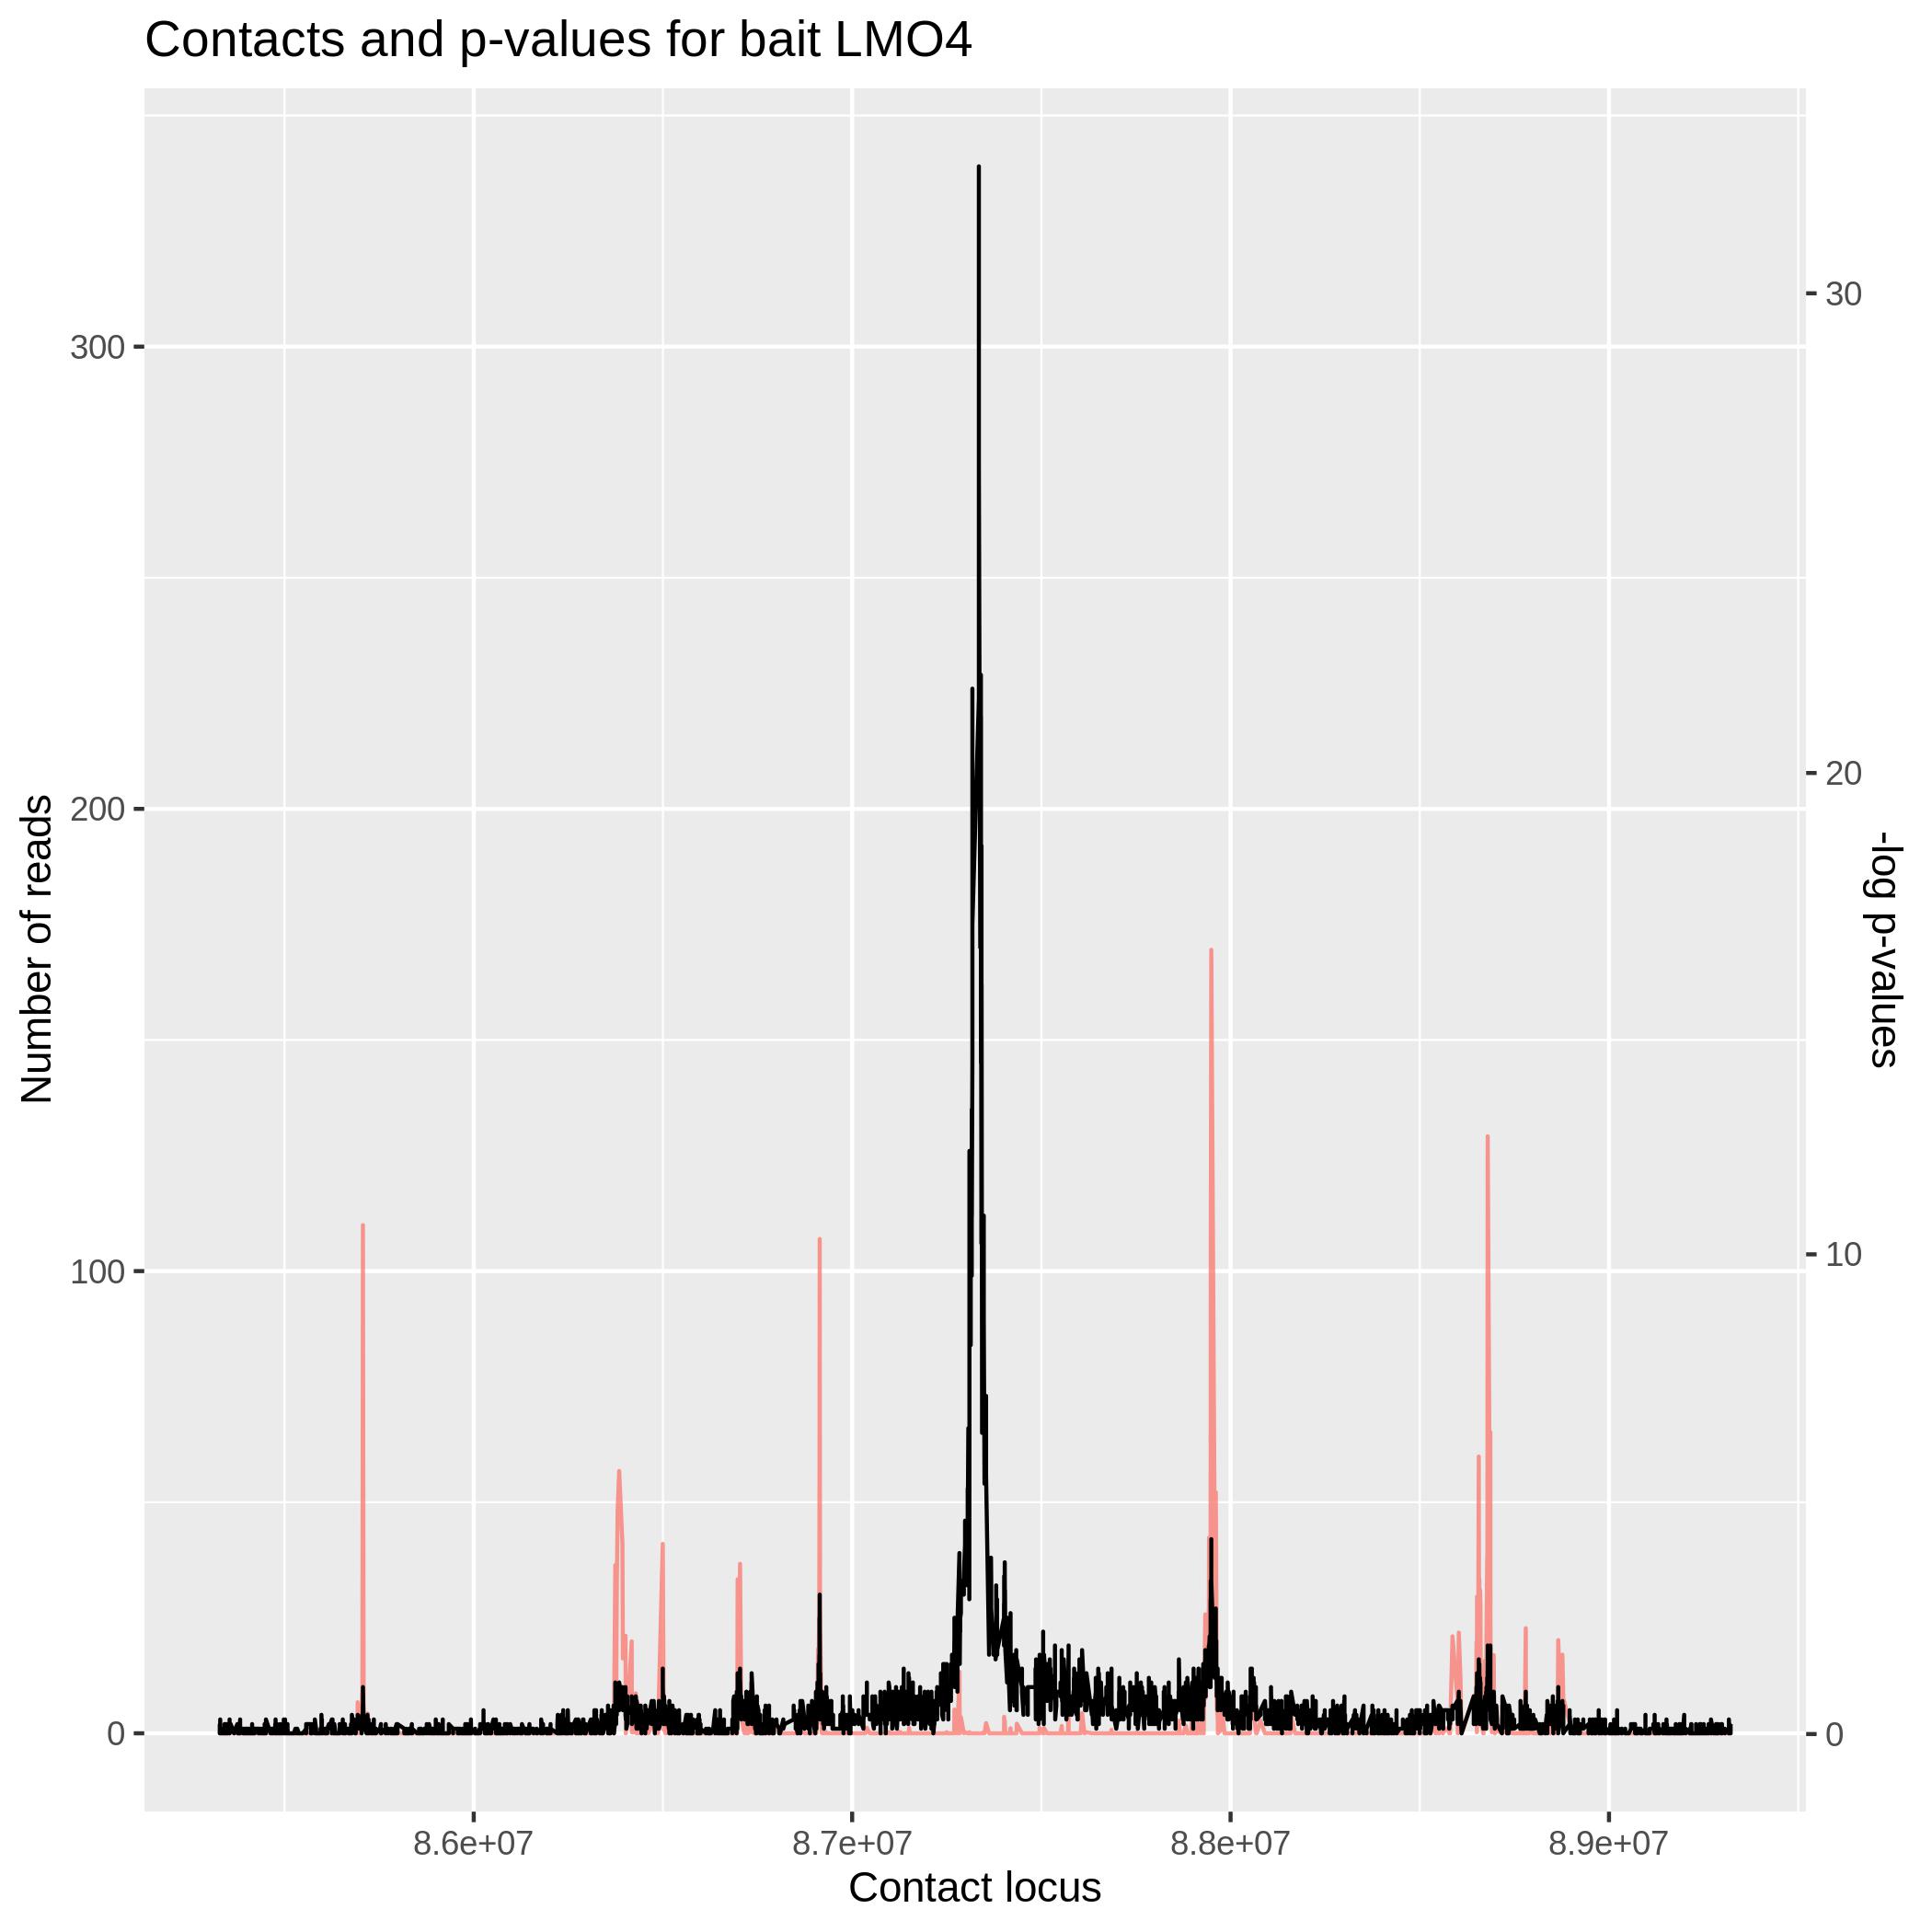 Contacts and p-values for bait LMO4
Number of reads
300
200
100
0
30
20
10
0
-log p-values
8.6e+07 8.7e+07 8.8e+07 8.9e+07
Contact locus